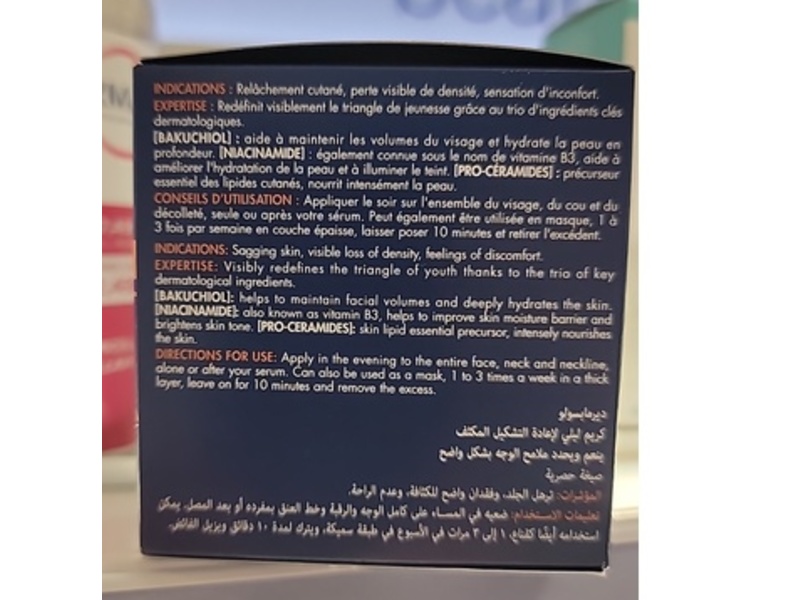 INDICATIONS : Relâchement cutané, perte visible de densité, sensation d'inconfort.
EXPERTISE : Redéfinit visiblement le triangle de jeunesse grâce au trio d'ingrédients clés
dermatologiques.
[BAKUCHIOL] : aide à maintenir les volumes du visage et hydrate la peau en
profondeur. [NIACINAMIDE] : également connue sous le nom de vitamine B3, aide à
améliorer l'hydratation de la peau et à illuminer le teint. [PRO-CÉRAMIDES] : précurseur
essentiel des lipides cutanés, nourrit intensément la peau.
CONSEILS D'UTILISATION : Appliquer le soir sur l'ensemble du visage, du cou et du
décolleté, seule ou après votre sérum. Peut également être utilisée en masque, 1 à
3 fois par semaine en couche épaisse, laisser poser 10 minutes et retirer l'excédent.
INDICATIONS: Sagging skin, visible loss of density, feelings of discomfort.
EXPERTISE: Visibly redefines the triangle of youth thanks to the trio of key
dermatological ingredients.
[BAKUCHIOL]: helps to maintain facial volumes and deeply hydrates the skin.
[NIACINAMIDE]: also known as vitamin B3, helps to improve skin moisture barrier and
brightens skin tone. [PRO-CERAMIDES]: skin lipid essential precursor, intensely nourishes
the skin.
DIRECTIONS FOR USE: Apply in the evening to the entire face, neck and neckline,
alone or after your serum. Can also be used as a mask, 1 to 3 times a week in a thick
layer, leave on for 10 minutes and remove the excess.
ديرمابسولو
كريم ليلي لإعادة التشكيل المكثف
ينعم ويحدد ملامح الوجه بشكل واضح
صيغة حصرية
المؤشرات: ترهل الجلد، وفقدان واضح للكثافة، وعدم الراحة.
تعليمات الاستخدام: ضعيه في المساء على كامل الوجه والرقبة وخط العنق بمفرده أو بعد المصل. يمكن
استخدامه أيضًا كقناع، ١ إلى ٣ مرات في الأسبوع في طبقة سميكة، ويترك لمدة ١٠ دقائق ويزيل الفائض.